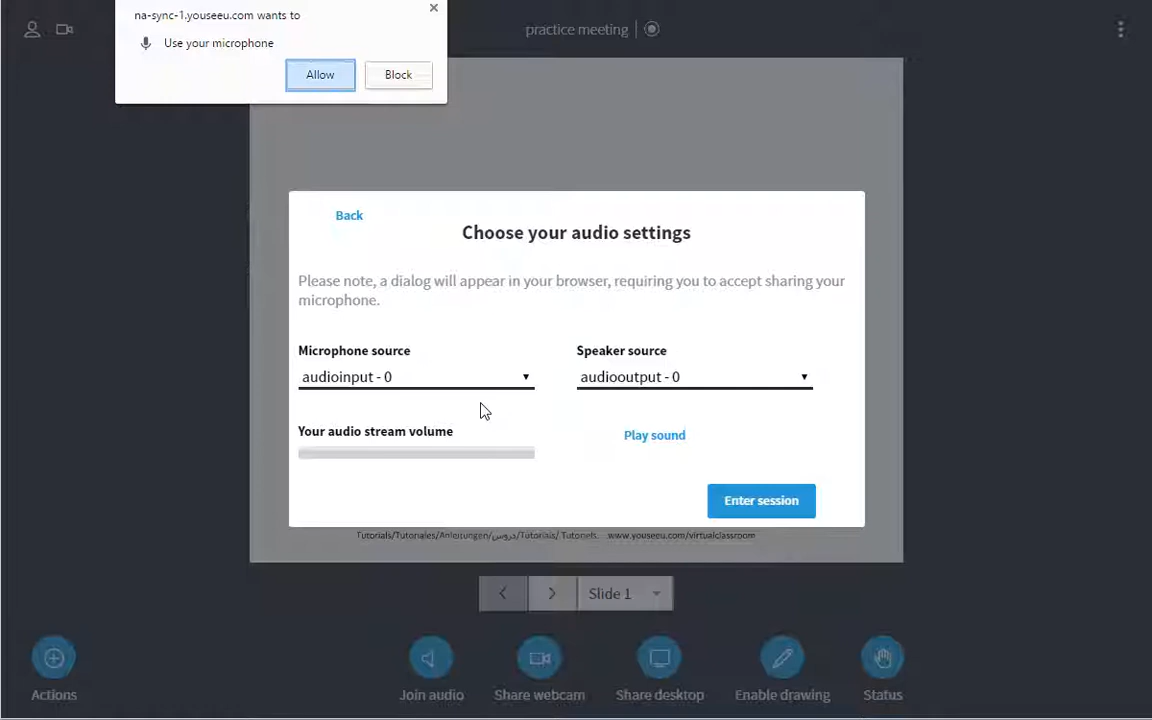 na-sync-1.youseeu.com wants to
Use your microphone
Allow
Block
practice meeting
Back
Choose your audio settings
Please note, a dialog will appear in your browser, requiring you to accept sharing your
microphone.
Microphone source
Speaker source
audioinput - 0
audiooutput - 0
Your audio stream volume
Play sound
Enter session
Tutorials/Tutoriales/Anleitungen/دروس/Tutoriais/ Tutoriels... www.youseeu.com/virtualclassroom
Slide 1
Actions
Join audio
Share webcam
Share desktop
Enable drawing
Status